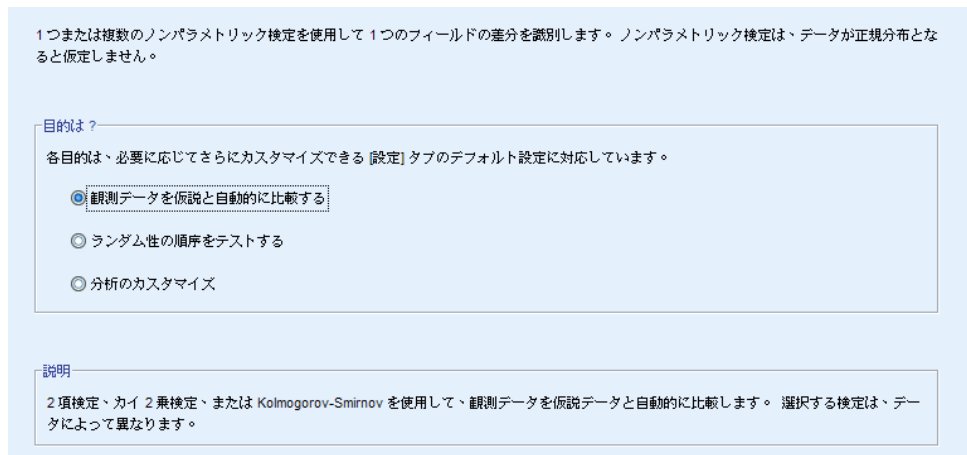 1つまたは複数のノンパラメトリック検定を使用して 1つのフィールドの差分を識別します。 ノンパラメトリック検定は、データが正規分布とな
ると仮定しません。
目的は ?
各目的は、必要に応じてさらにカスタマイズできる [設定] タブのデフォルト設定に対応しています。
観測データを仮説と自動的に比較する
ランダム性の順序をテストする
分析のカスタマイズ
説明
2 項検定、カイ 2 乗検定、または Kolmogorov-Smirnov を使用して、観測データを仮説データと自動的に比較します。 選択する検定は、デー
タによって異なります。